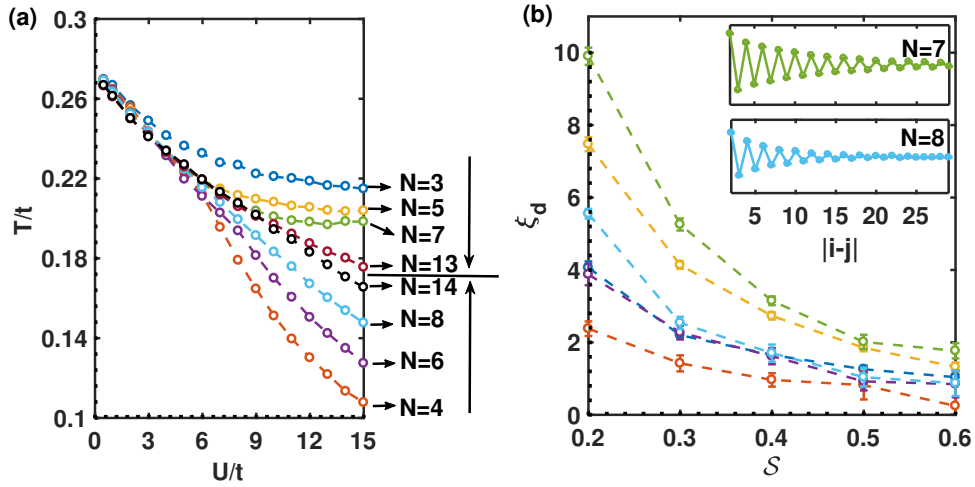 (a)
0.3
0.26
0.22
0.18
0.14
0.1
T/t
0
3
6
9
12
15
U/t
N=3
N=5
N=7
N=13
N=14
N=8
N=6
N=4
(b)
10
8
6
4
2
0
ξd
0.2
0.3
0.4
0.5
0.6
S
N=7
N=8
5
10
15
20
25
|i-j|